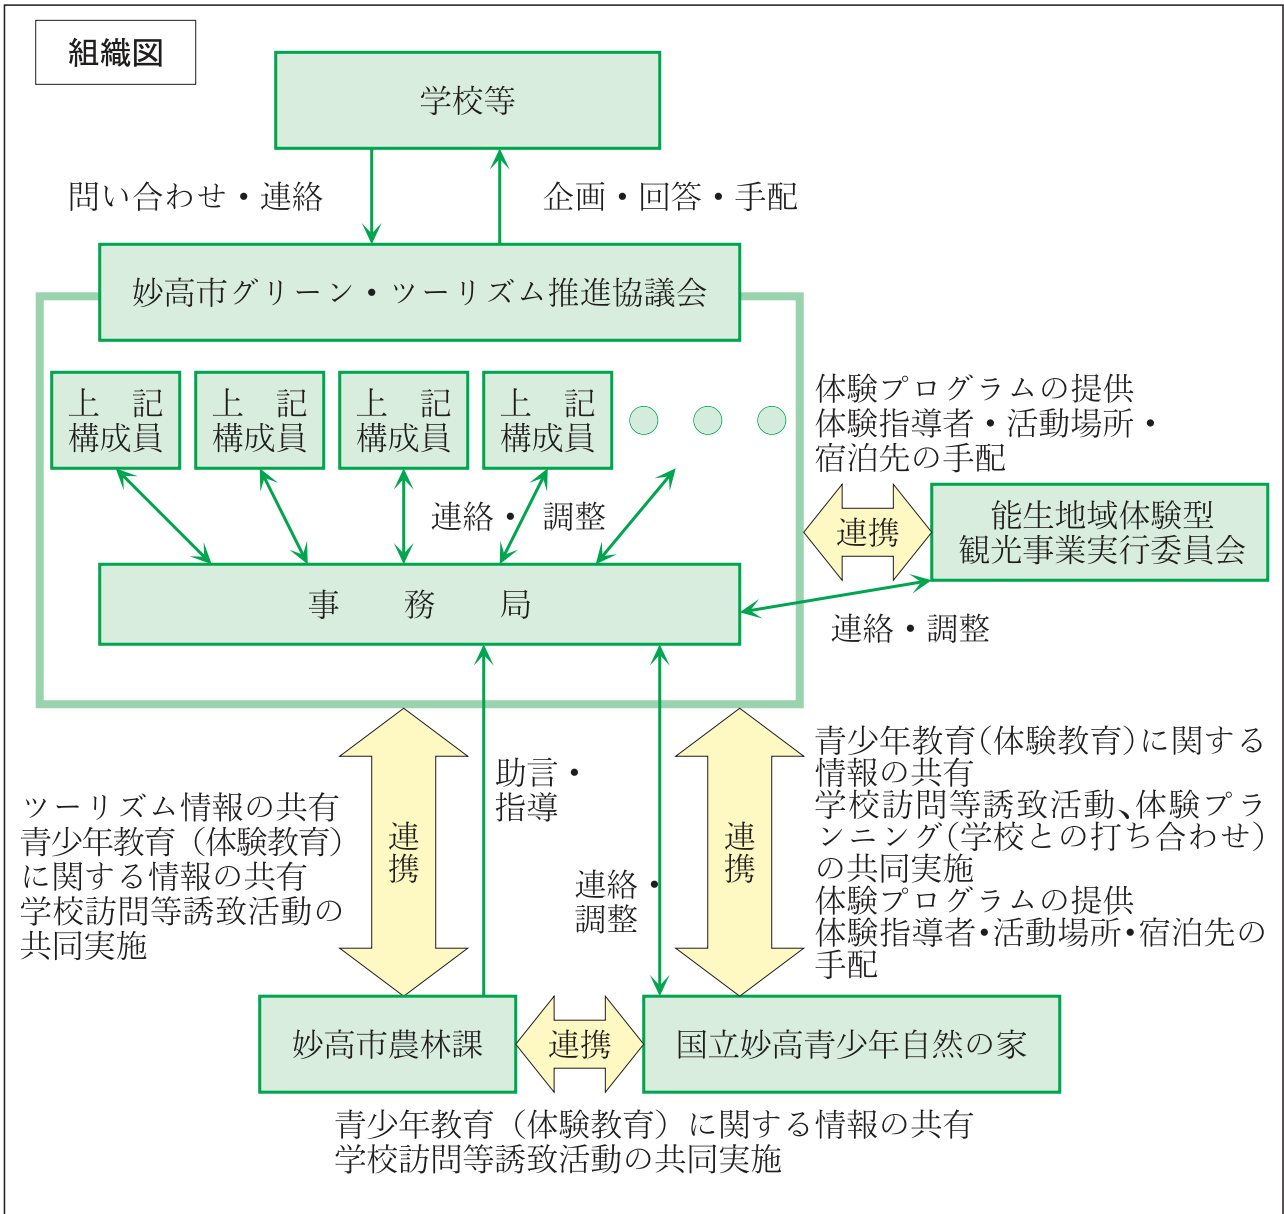 組織図
学校等
問い合わせ・連絡
企画・回答・手配
妙高市グリーン・ツーリズム推進協議会
上　記
構成員
上　記
構成員
上　記
構成員
上　記
構成員
連絡・　調整
体験プログラムの提供
体験指導者・活動場所・
宿泊先の手配
連携
能生地域体験型
観光事業実行委員会
事　務　局
連絡・調整
ツーリズム情報の共有
青少年教育（体験教育）
に関する情報の共有
学校訪問等誘致活動の
共同実施
連
携
助言・
指導
連絡・
調整
連
携
青少年教育(体験教育)に関する
情報の共有
学校訪問等誘致活動、体験プラ
ンニング(学校との打ち合わせ)
の共同実施
体験プログラムの提供
体験指導者・活動場所・宿泊先の
手配
妙高市農林課
連携
国立妙高青少年自然の家
青少年教育（体験教育）に関する情報の共有
学校訪問等誘致活動の共同実施